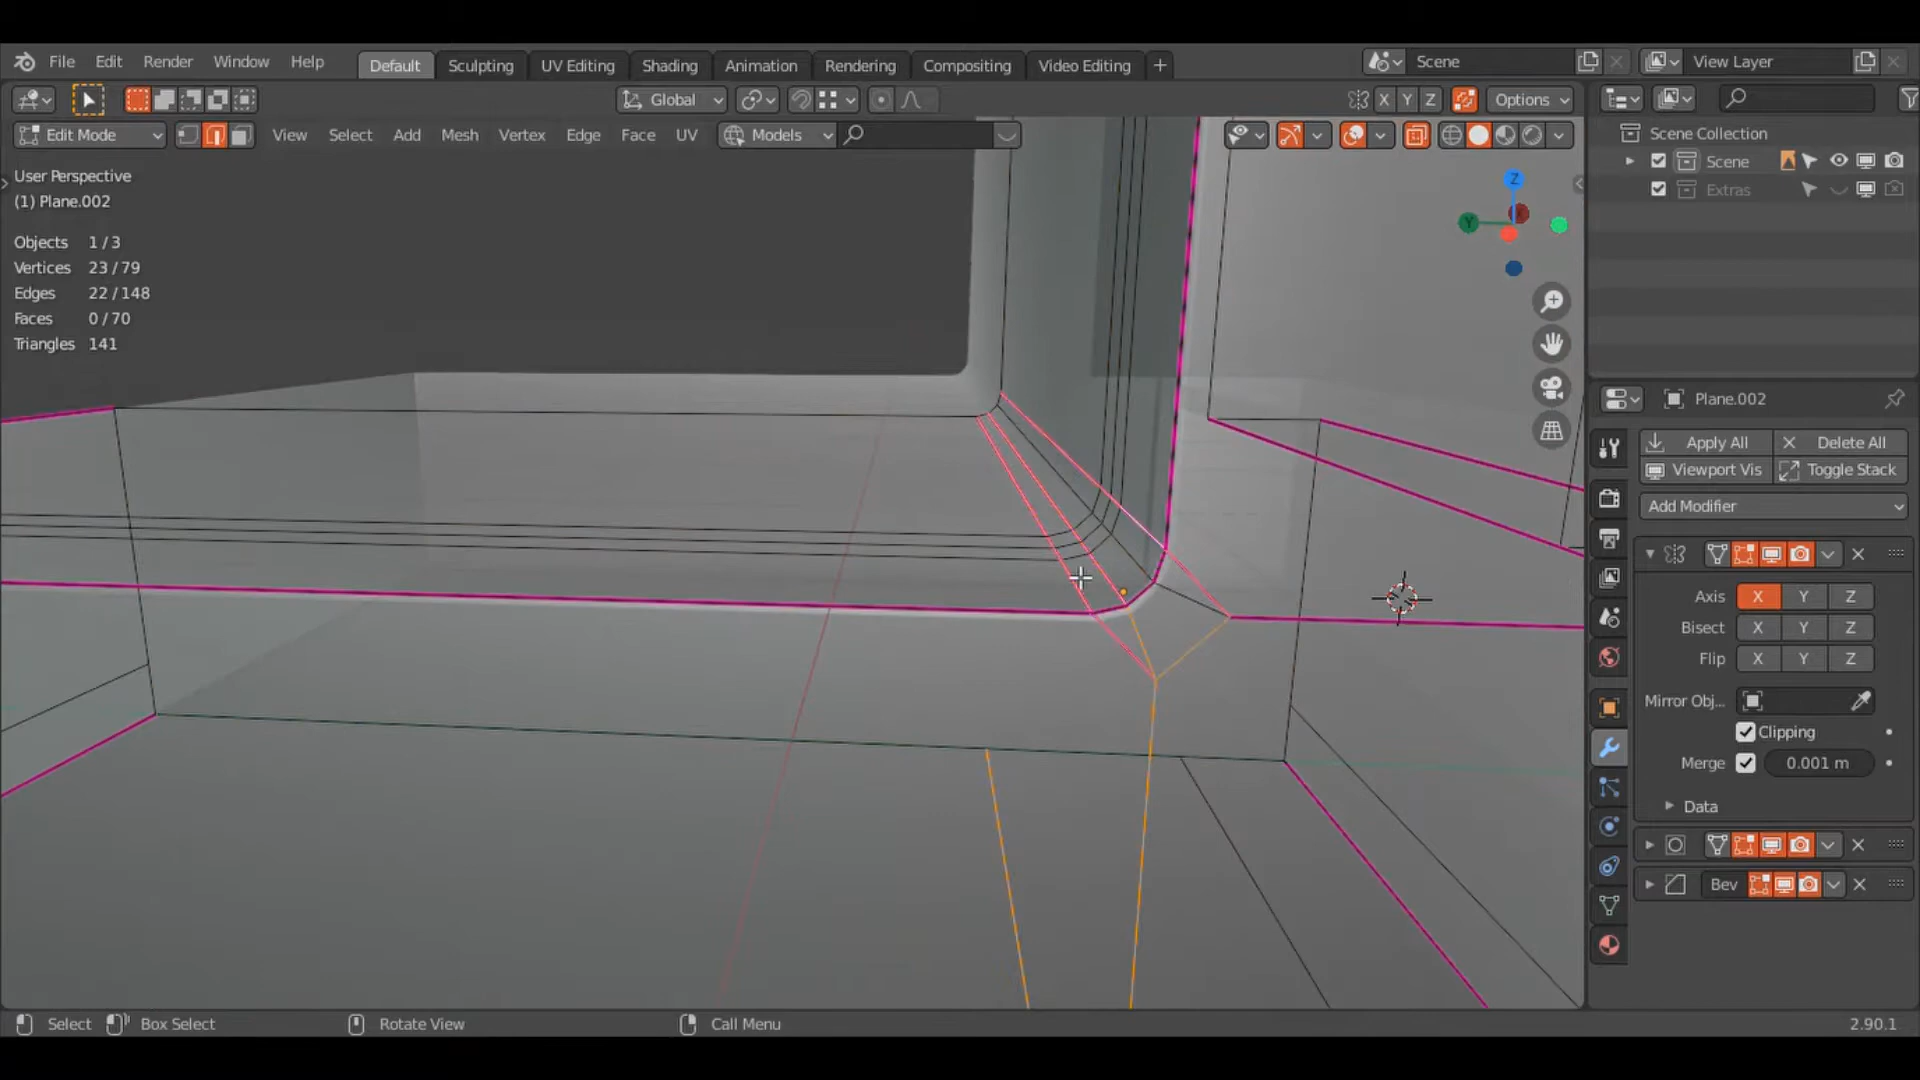 File Edit Render Window Help Default Sculpting UV Editing Shading Animation Rendering Compositing Video Editing + Scene View Layer
Global X Y Z Options
Edit Mode View Select Add Mesh Vertex Edge Face UV Models
Scene Collection
Scene
Extras
User Perspective
(1) Plane.002
Objects 1 / 3
Vertices 23 / 79
Edges 22 / 148
Faces 0 / 70
Triangles 141
Z
Y
X
Plane.002
Apply All Delete All
Viewport Vis Toggle Stack
Add Modifier
Axis X Y Z
Bisect X Y Z
Flip X Y Z
Mirror Obj...
Clipping
Merge 0.001 m
Data
Bev
Select Box Select Rotate View Call Menu 2.90.1